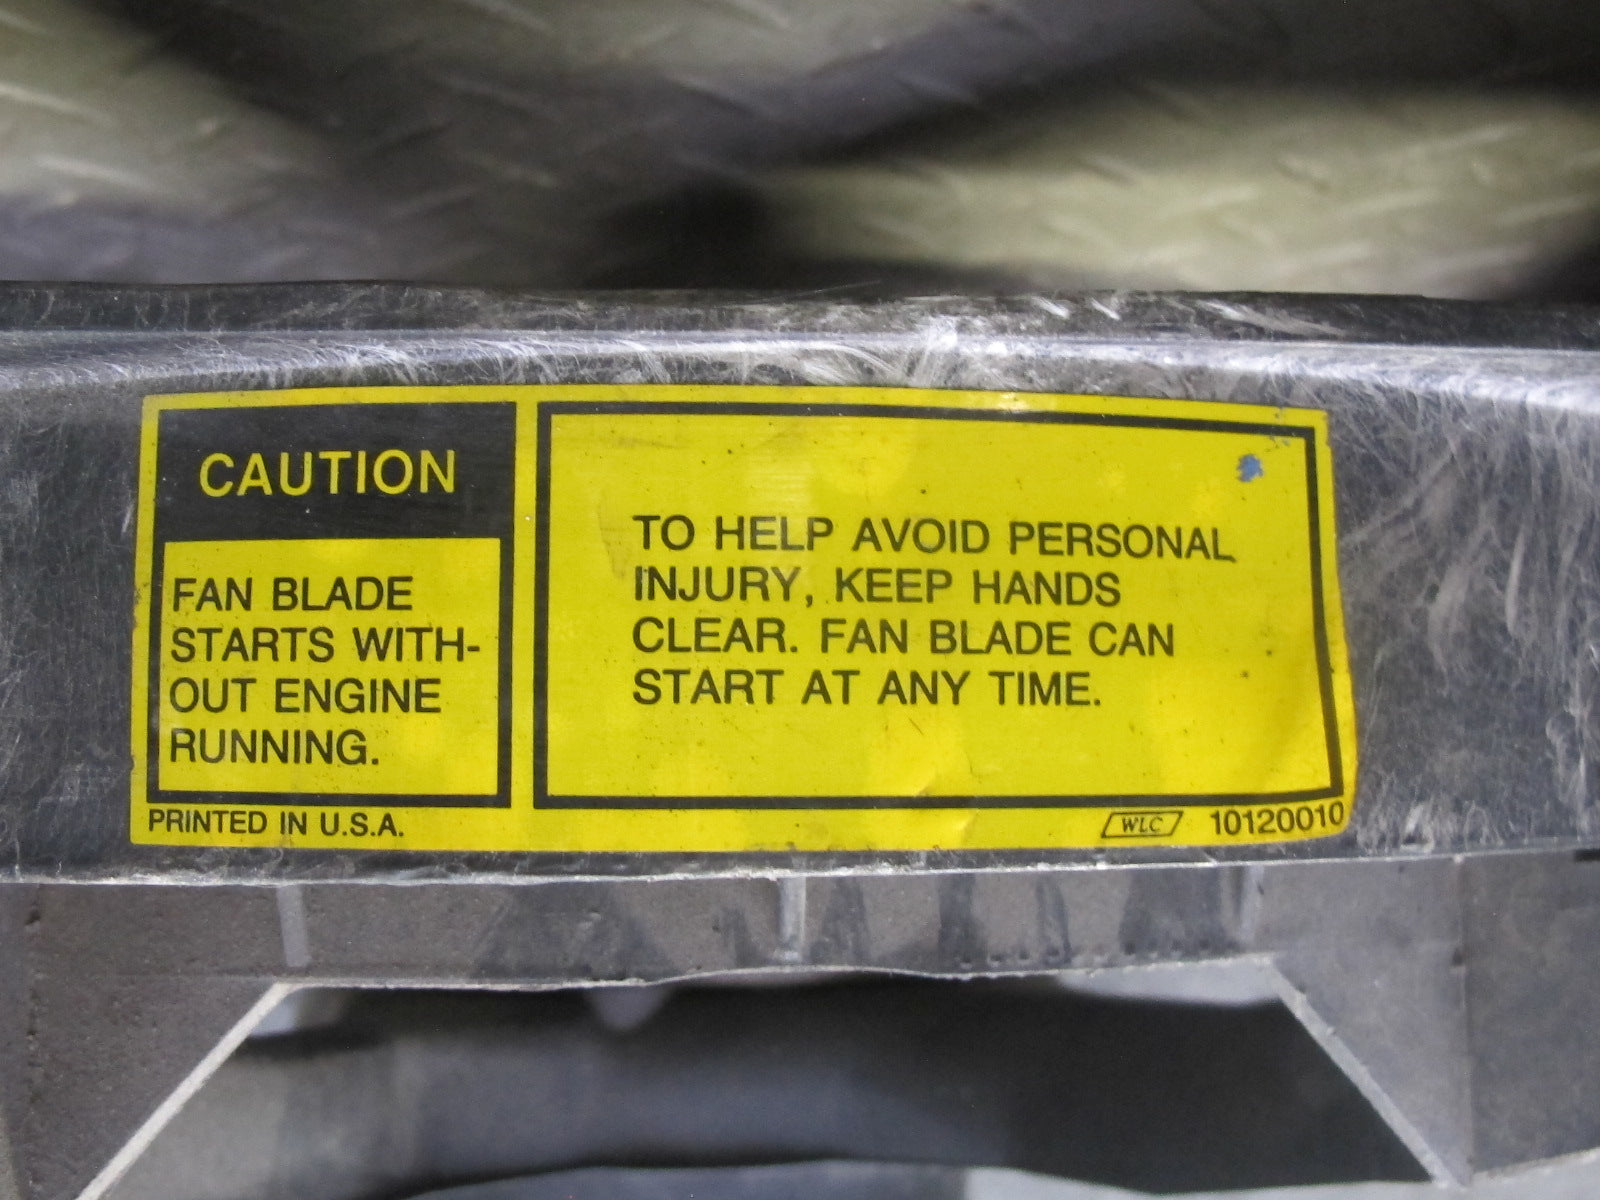 CAUTION
FAN BLADE
STARTS WITH-
OUT ENGINE
RUNNING.
TO HELP AVOID PERSONAL
INJURY, KEEP HANDS
CLEAR. FAN BLADE CAN
START AT ANY TIME.
PRINTED IN U.S.A.
WLC 10120010